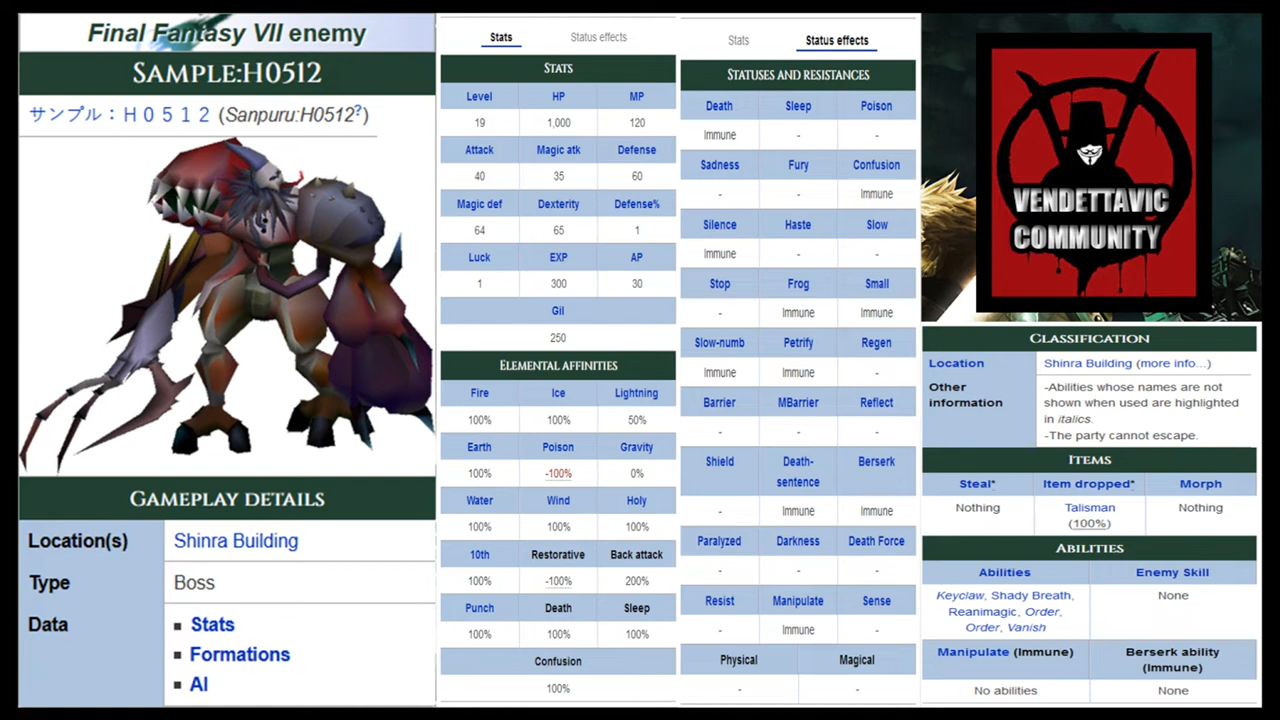 Final Fantasy VII enemy
SAMPLE:H0512
サンプル：Ｈ０５１２ (Sanpuru:H0512?)
GAMEPLAY DETAILS
Location(s) Shinra Building
Type Boss
Data ▪ Stats
▪ Formations
▪ AI
Stats Status effects
STATS
Level HP MP
19 1,000 120
Attack Magic atk Defense
40 35 60
Magic def Dexterity Defense%
64 65 1
Luck EXP AP
1 300 30
Gil
250
ELEMENTAL AFFINITIES
Fire Ice Lightning
100% 100% 50%
Earth Poison Gravity
100% -100% 0%
Water Wind Holy
100% 100% 100%
10th Restorative Back attack
100% -100% 200%
Punch Death Sleep
100% 100% 100%
Confusion
100%
Stats Status effects
STATUSES AND RESISTANCES
Death Sleep Poison
Immune - -
Sadness Fury Confusion
- - Immune
Silence Haste Slow
Immune - -
Stop Frog Small
- Immune Immune
Slow-numb Petrify Regen
Immune Immune -
Barrier MBarrier Reflect
- - -
Shield Death-sentence Berserk
- Immune Immune
Paralyzed Darkness Death Force
- - -
Resist Manipulate Sense
- Immune -
Physical Magical
- -
VENDETTAVIC
COMMUNITY
CLASSIFICATION
Location Shinra Building (more info...)
Other information -Abilities whose names are not
shown when used are highlighted
in italics.
-The party cannot escape.
ITEMS
Steal* Item dropped* Morph
Nothing Talisman Nothing
(100%)
ABILITIES
Abilities Enemy Skill
Keyclaw, Shady Breath, None
Reanimagic, Order,
Order, Vanish
Manipulate (Immune) Berserk ability
(Immune)
No abilities None